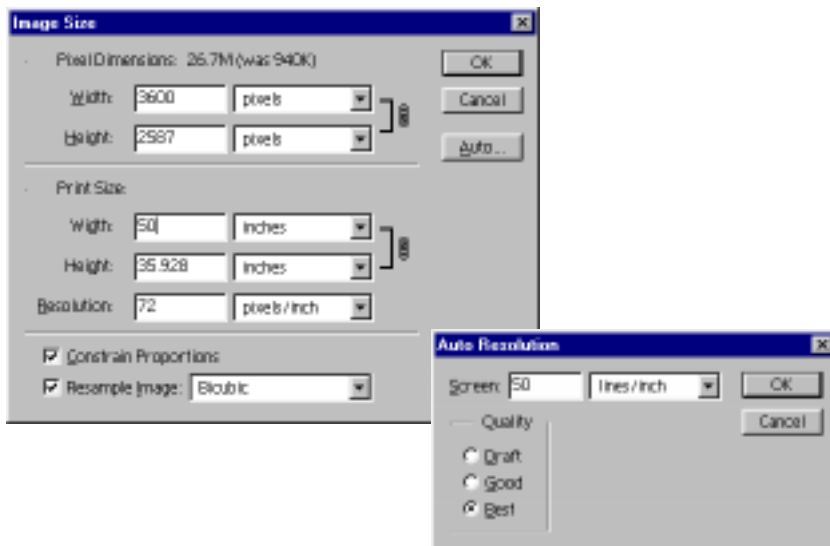 Image Size
Pixel Dimensions: 26.7M (was 940K)
Width: 3600 pixels
Height: 2587 pixels
OK
Cancel
Auto...
Print Size:
Width: 50 inches
Height: 35.928 inches
Resolution: 72 pixels/inch
Constrain Proportions
Resample Image: Bicubic
Auto Resolution
Screen: 50 lines/inch
OK
Cancel
Quality
Draft
Good
Best